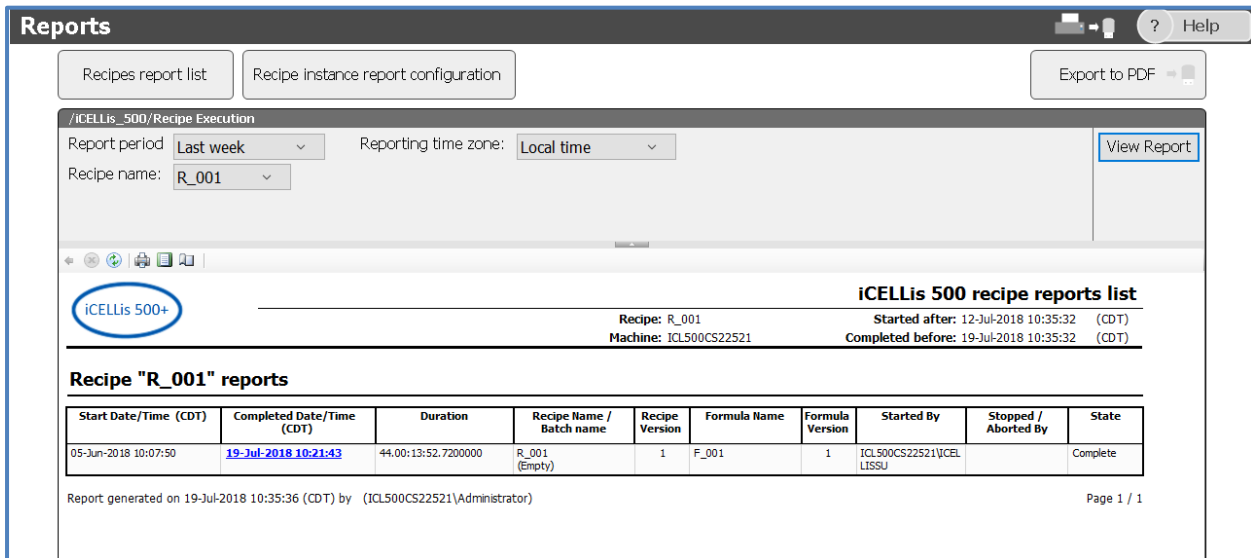 Reports
? Help
Recipes report list
Recipe instance report configuration
Export to PDF
/iCELLis_500/Recipe Execution
Report period Last week Reporting time zone: Local time View Report
Recipe name: R_001
iCELLis 500+
iCELLis 500 recipe reports list
Recipe: R_001 Started after: 12-Jul-2018 10:35:32 (CDT)
Machine: ICL500CS22521 Completed before: 19-Jul-2018 10:35:32 (CDT)
Recipe "R_001" reports
Start Date/Time (CDT) Completed Date/Time Duration Recipe Name / Recipe Formula Name Formula Started By Stopped / State
(CDT) Batch name Version Version Aborted By
05-Jun-2018 10:07:50 19-Jul-2018 10:21:43 44.00:13:52.7200000 R_001 1 F_001 1 ICL500CS22521\ICEL Complete
(Empty) LISSU
Report generated on 19-Jul-2018 10:35:36 (CDT) by (ICL500CS22521\Administrator) Page 1 / 1